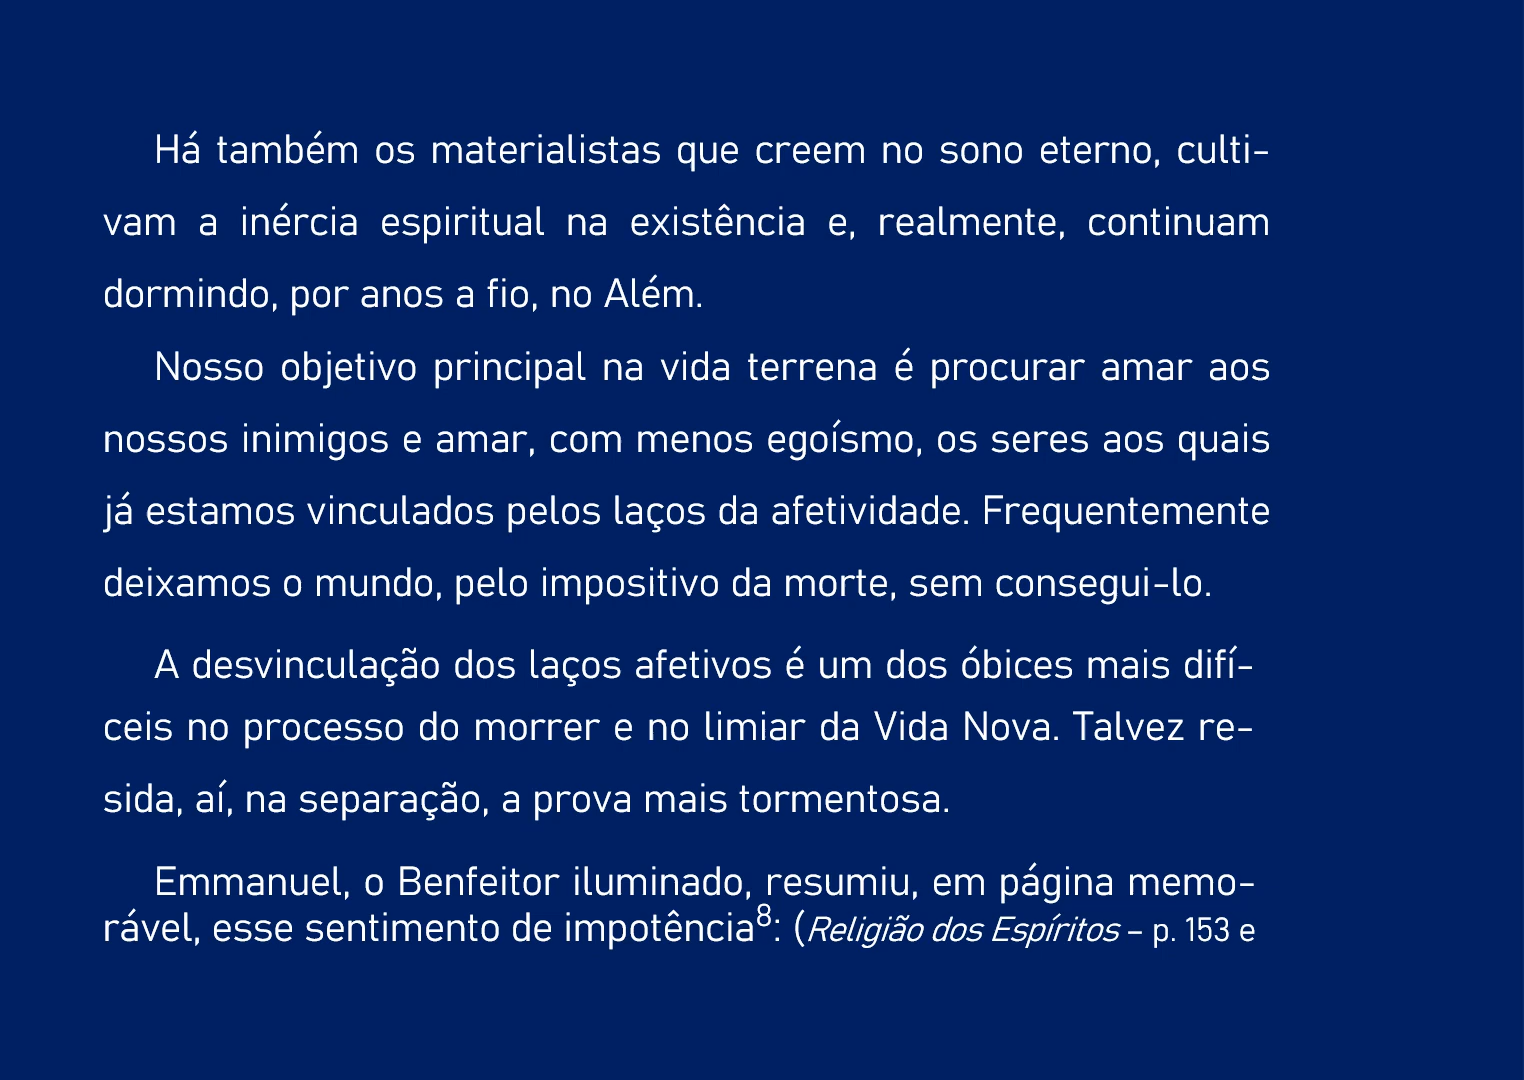 Há também os materialistas que creem no sono eterno, culti-
vam a inércia espiritual na existência e, realmente, continuam
dormindo, por anos a fio, no Além.
Nosso objetivo principal na vida terrena é procurar amar aos
nossos inimigos e amar, com menos egoísmo, os seres aos quais
já estamos vinculados pelos laços da afetividade. Frequentemente
deixamos o mundo, pelo impositivo da morte, sem consegui-lo.
A desvinculação dos laços afetivos é um dos óbices mais difí-
ceis no processo do morrer e no limiar da Vida Nova. Talvez re-
sida, aí, na separação, a prova mais tormentosa.
Emmanuel, o Benfeitor iluminado, resumiu, em página memo-
rável, esse sentimento de impotência⁸: (Religião dos Espíritos – p. 153 e